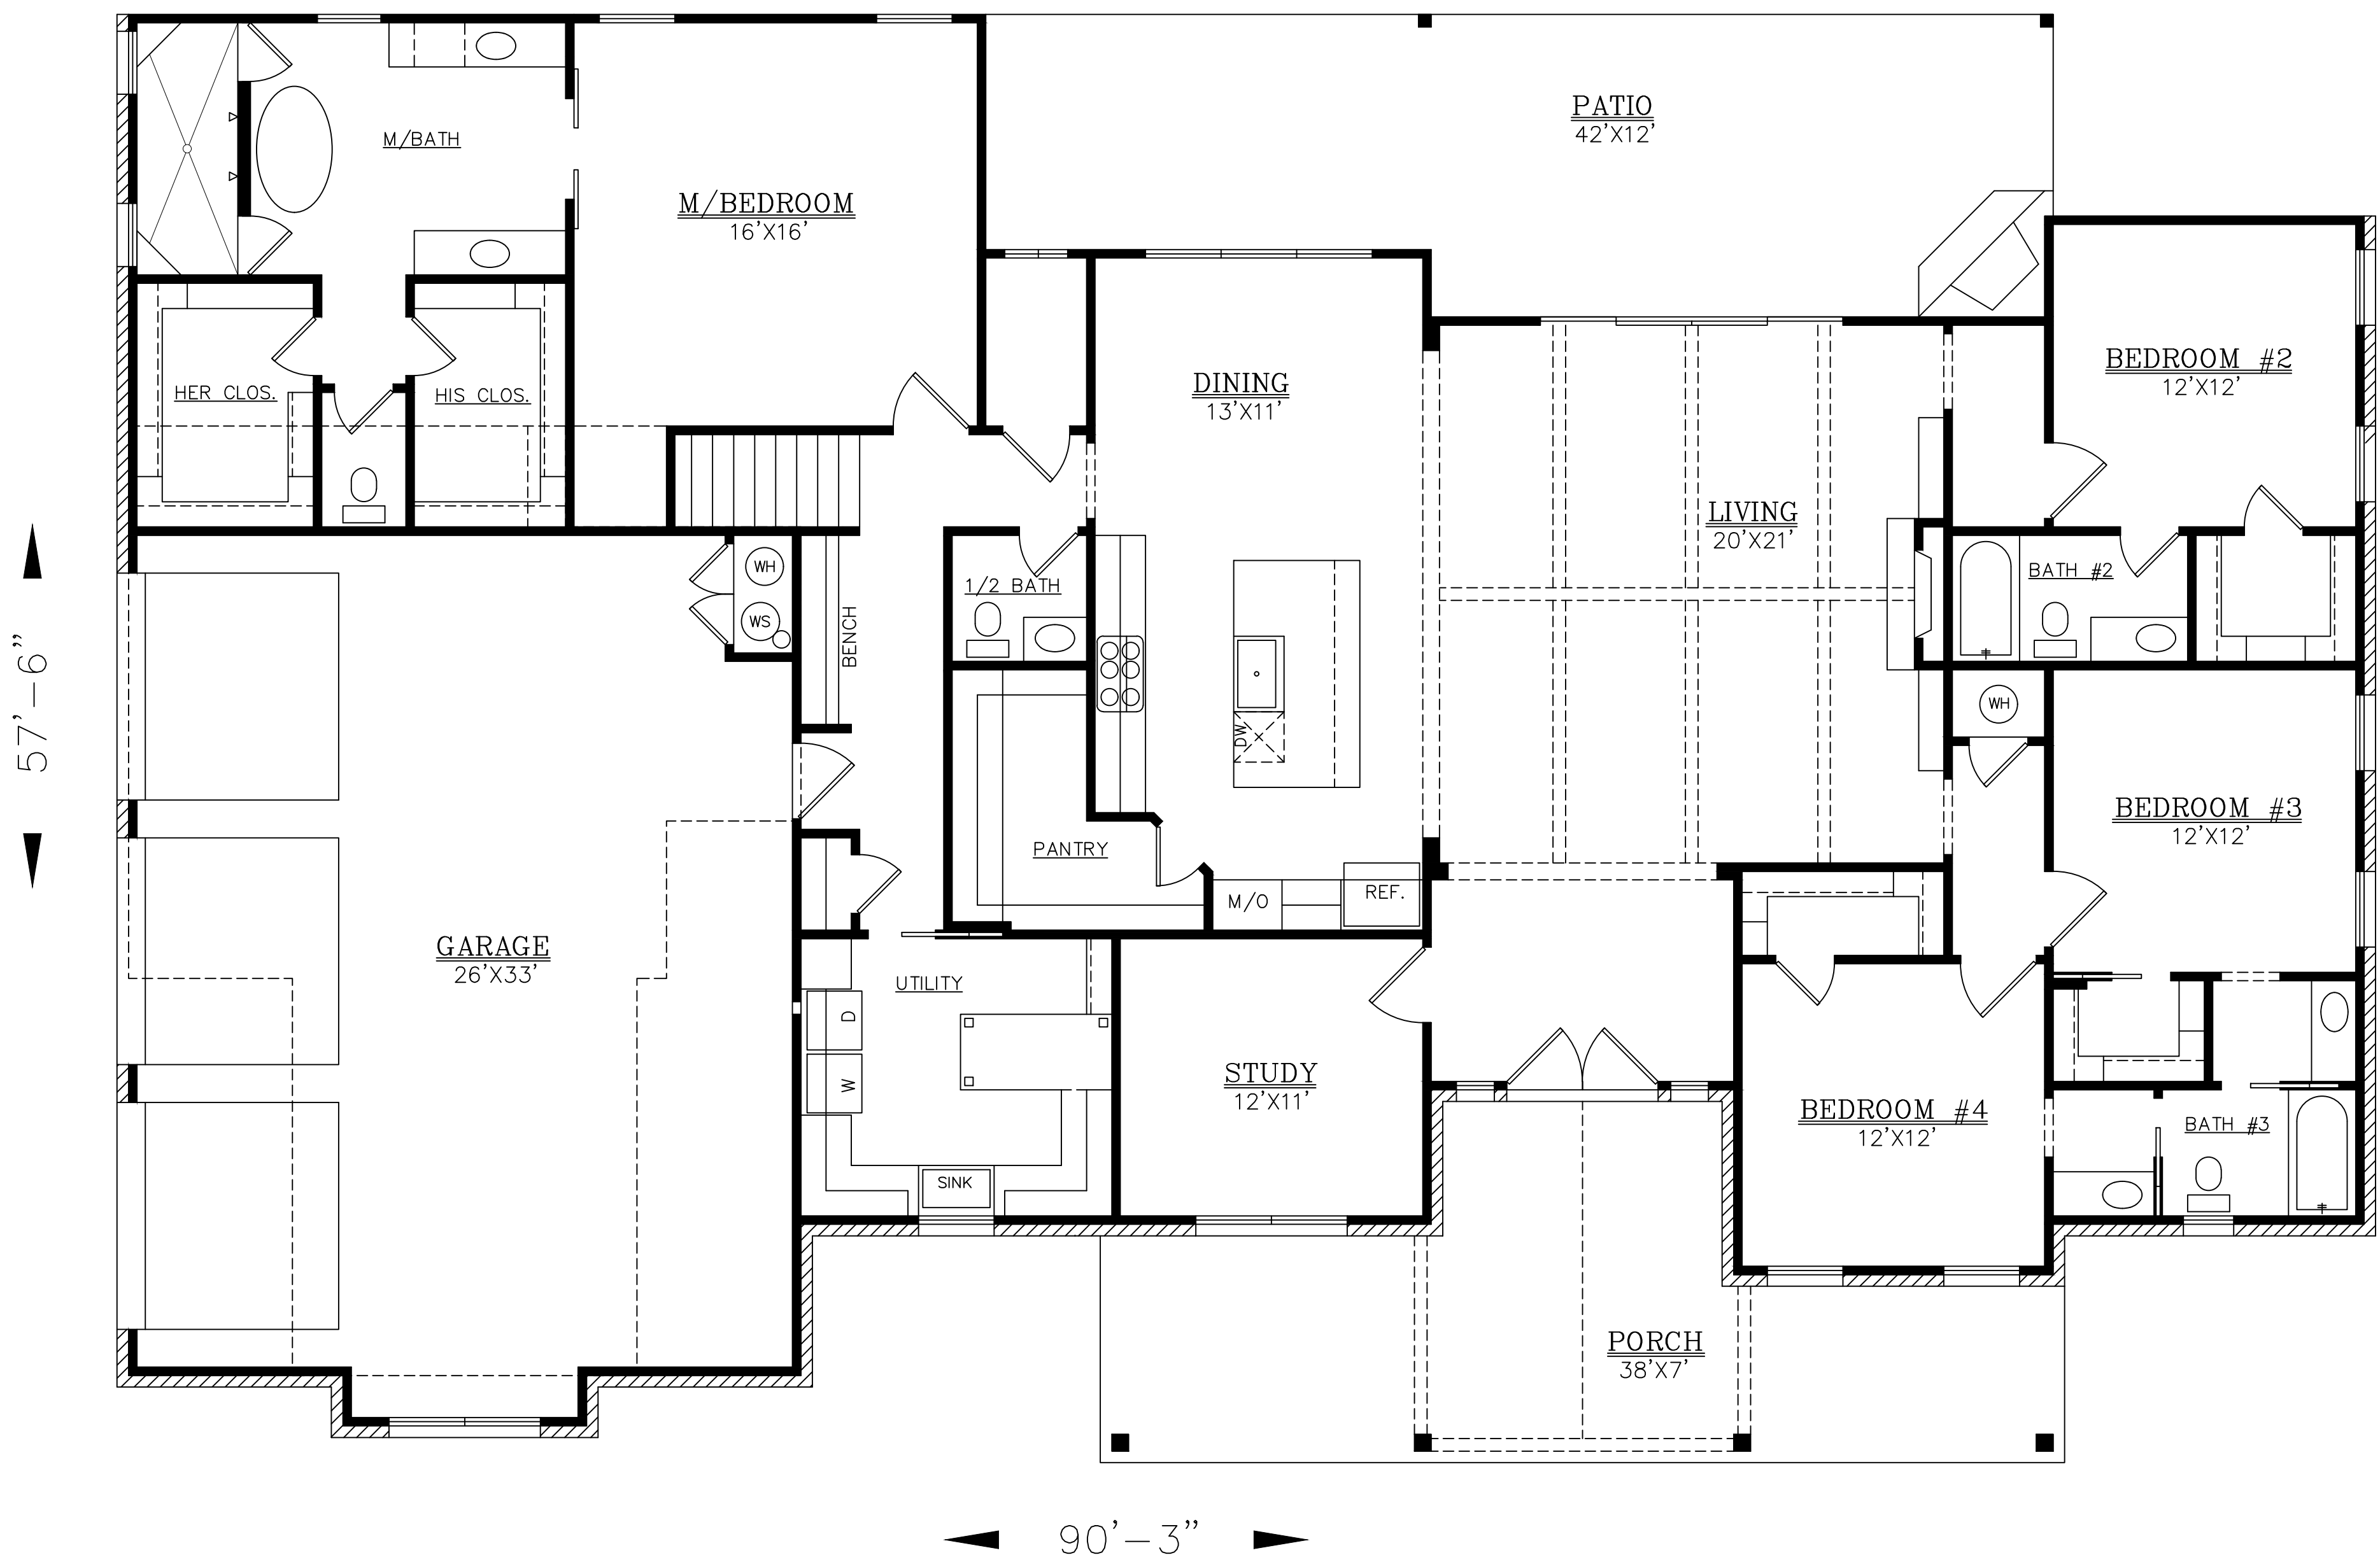 PATIO
42'X12'
M/BATH
M/BEDROOM
16'X16'
BEDROOM #2
12'X12'
DINING
13'X11'
HER CLOS.
HIS CLOS.
LIVING
20'X21'
WH
WS
BENCH
1/2 BATH
BATH #2
57'-6"
DW
WH
BEDROOM #3
12'X12'
PANTRY
M/O
REF.
GARAGE
26'X33'
UTILITY
D
W
STUDY
12'X11'
BEDROOM #4
12'X12'
BATH #3
SINK
PORCH
38'X7'
90'-3"